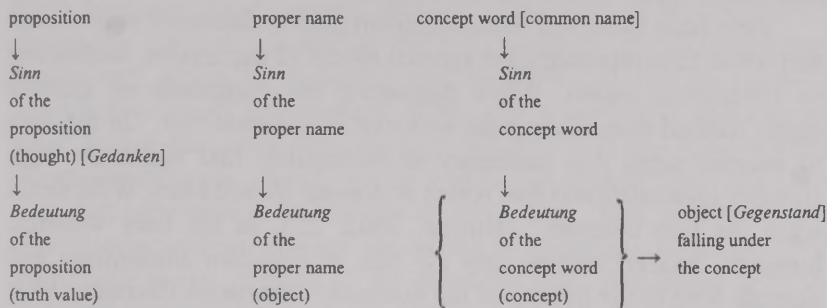 proposition proper name concept word [common name]
↓ ↓ ↓
Sinn Sinn Sinn
of the of the of the
proposition proper name concept word
(thought) [Gedanken]
↓ ↓ ↓
Bedeutung Bedeutung { Bedeutung } → object [Gegenstand]
of the of the of the falling under
proposition proper name concept word the concept
(truth value) (object) (concept)